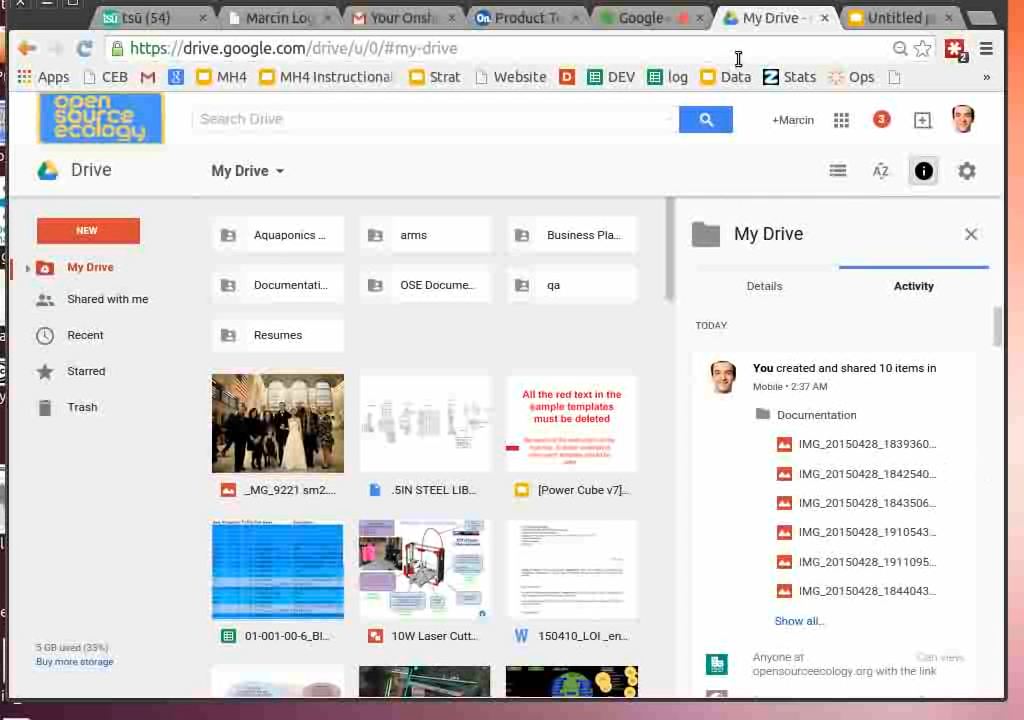 tsū (54)
Marcin Log
Your Onsh
Product Te
Google
My Drive -
Untitled p
https://drive.google.com/drive/u/0/#my-drive
2
Apps
CEB
MH4
MH4 Instructional
Strat
Website
DEV
log
Data
Stats
Ops
»
open
source
ecology
Search Drive
+Marcin
3
Drive
My Drive
AZ
NEW
My Drive
Shared with me
Recent
Starred
Trash
5 GB used (33%)
Buy more storage
Aquaponics ...
arms
Business Pla...
Documentati...
OSE Docume...
qa
Resumes
All the red text in the
sample templates
must be deleted
_MG_9221 sm2....
.5IN STEEL LIB...
[Power Cube v7]...
01-001-00-6_BI...
10W Laser Cutt...
150410_LOI _en...
My Drive
Details
Activity
TODAY
You created and shared 10 items in
Mobile • 2:37 AM
Documentation
IMG_20150428_1839360...
IMG_20150428_1842540...
IMG_20150428_1843506...
IMG_20150428_1910543...
IMG_20150428_1911095...
IMG_20150428_1844043...
Show all...
Anyone at
opensourceecology.org with the link
Can view